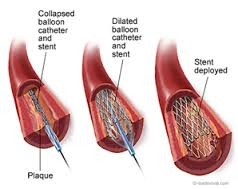 Collapsed
balloon
catheter
and
stent
Dilated
balloon
catheter
and stent
Stent
deployed
Plaque